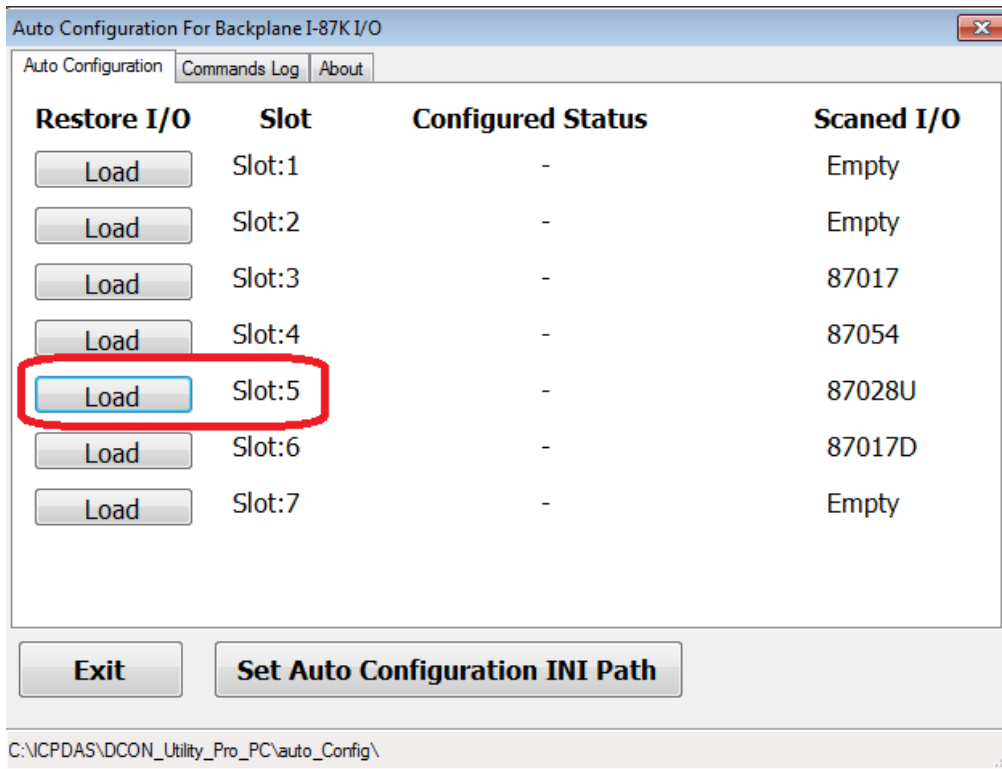 Auto Configuration For Backplane I-87K I/O
Auto Configuration Commands Log About
Restore I/O Slot Configured Status Scaned I/O
Load Slot:1 - Empty
Load Slot:2 - Empty
Load Slot:3 - 87017
Load Slot:4 - 87054
Load Slot:5 - 87028U
Load Slot:6 - 87017D
Load Slot:7 - Empty
Exit Set Auto Configuration INI Path
C:\ICPDAS\DCON_Utility_Pro_PC\auto_Config\